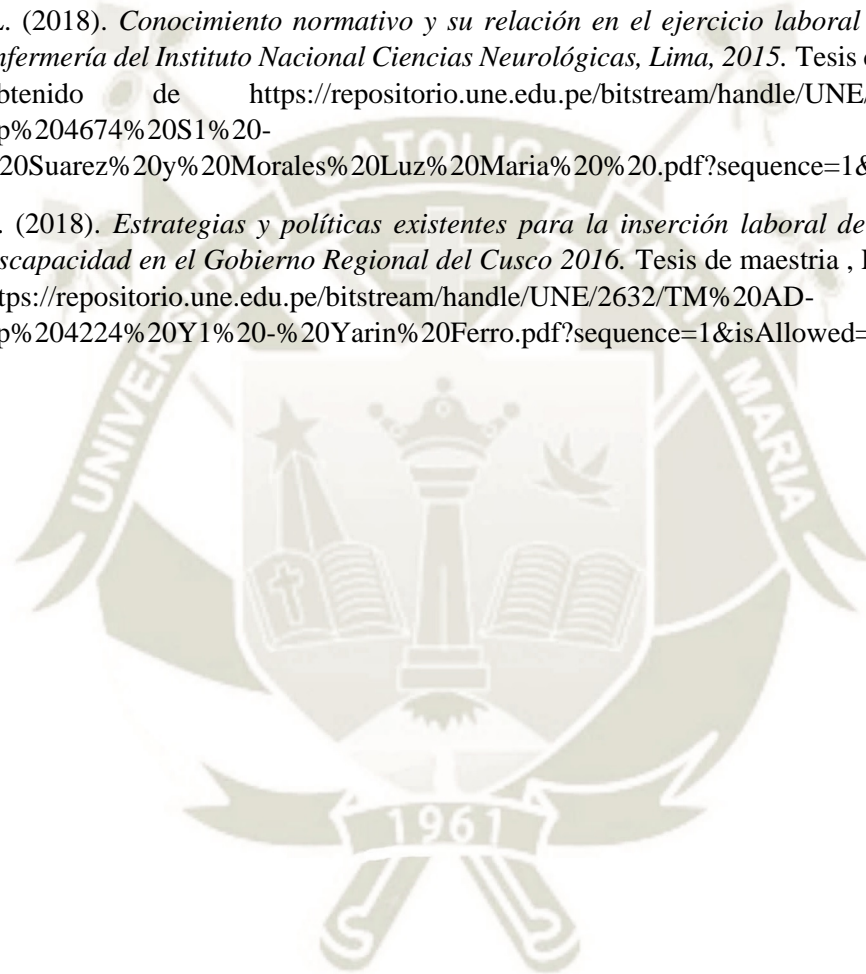 L. (2018). Conocimiento normativo y su relación en el ejercicio laboral
nfermería del Instituto Nacional Ciencias Neurológicas, Lima, 2015. Tesis
btenido de https://repositorio.une.edu.pe/bitstream/handle/UNE/
p%204674%20S1%20-
20Suarez%20y%20Morales%20Luz%20Maria%20%20.pdf?sequence=1&
. (2018). Estrategias y políticas existentes para la inserción laboral de
scapacidad en el Gobierno Regional del Cusco 2016. Tesis de maestria ,
ttps://repositorio.une.edu.pe/bitstream/handle/UNE/2632/TM%20AD-
p%204224%20Y1%20-%20Yarin%20Ferro.pdf?sequence=1&isAllowed=
UNIVERSIDAD CATOLICA DE SANTA MARIA
1961